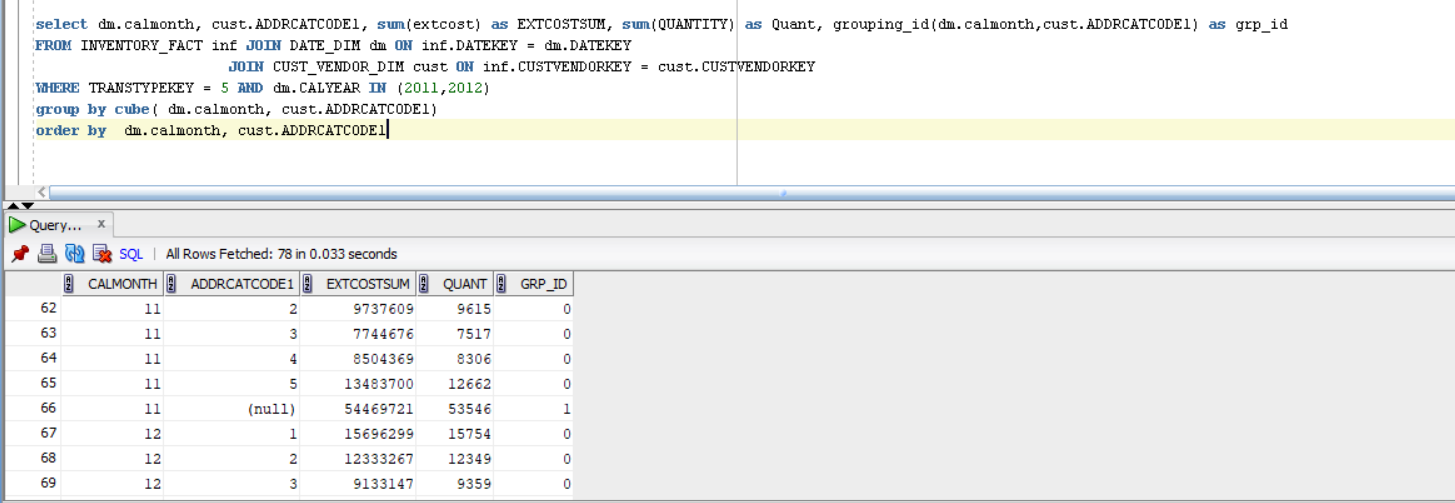 select dm.calmonth, cust.ADDRCATCODE1, sum(extcost) as EXTCOSTSUM, sum(QUANTITY) as Quant, grouping_id(dm.calmonth,cust.ADDRCATCODE1) as grp_id
FROM INVENTORY_FACT inf JOIN DATE_DIM dm ON inf.DATEKEY = dm.DATEKEY
JOIN CUST_VENDOR_DIM cust ON inf.CUSTVENDORKEY = cust.CUSTVENDORKEY
WHERE TRANSTYPEKEY = 5 AND dm.CALYEAR IN (2011,2012)
group by cube( dm.calmonth, cust.ADDRCATCODE1)
order by dm.calmonth, cust.ADDRCATCODE1
Query... x
SQL | All Rows Fetched: 78 in 0.033 seconds
CALMONTH ADDRCATCODE1 EXTCOSTSUM QUANT GRP_ID
62 11 2 9737609 9615 0
63 11 3 7744676 7517 0
64 11 4 8504369 8306 0
65 11 5 13483700 12662 0
66 11 (null) 54469721 53546 1
67 12 1 15696299 15754 0
68 12 2 12333267 12349 0
69 12 3 9133147 9359 0